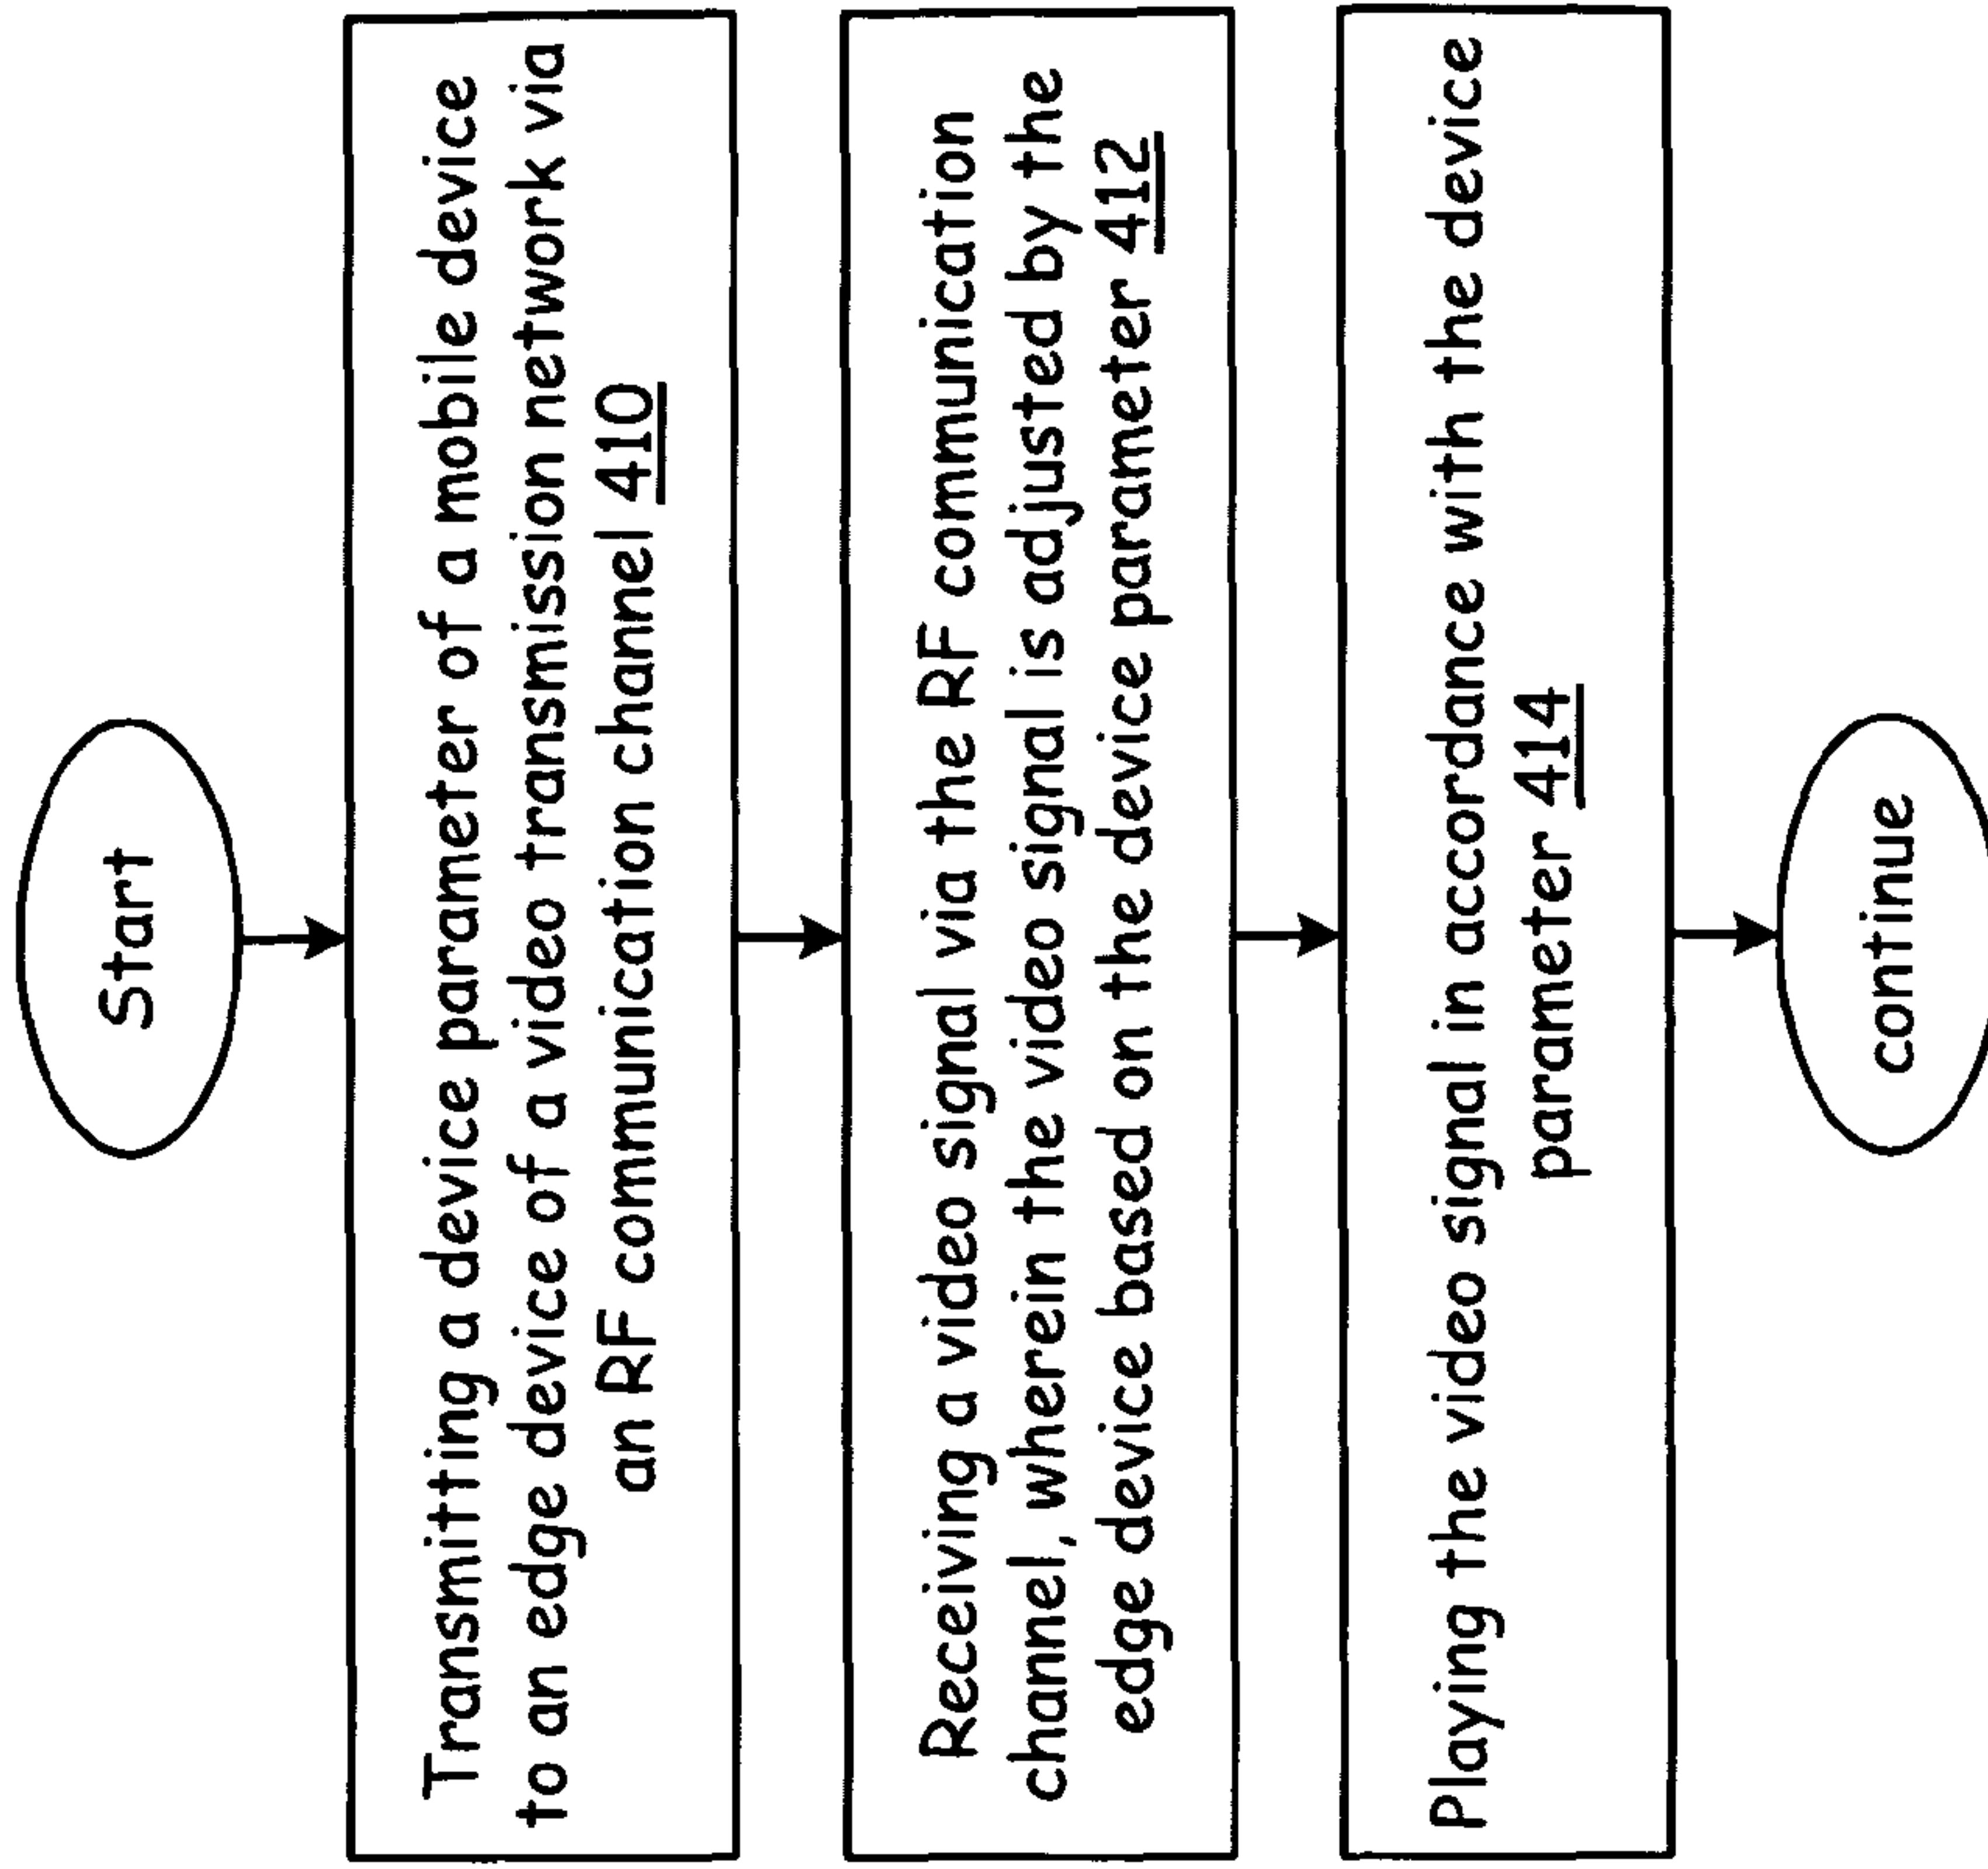 Start
Transmitting a device parameter of a mobile device
to an edge device of a video transmission network via
an RF communication channel 410
Receiving a video signal via the RF communication
channel, wherein the video signal is adjusted by the
edge device based on the device parameter 412
Playing the video signal in accordance with the device
parameter 414
continue